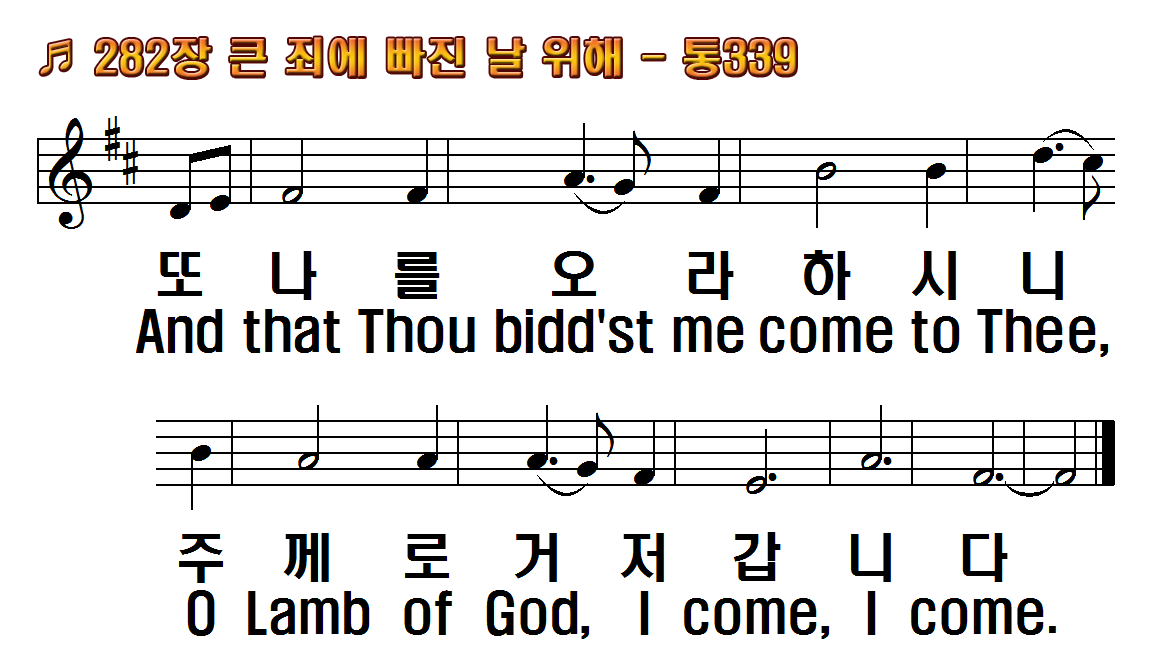 ♬ 282장 큰 죄에 빠진 날 위해 - 통339
또 나 를 오 라 하 시 니
And that Thou bidd'st me come to Thee,
주 께 로 거 저 갑 니 다
O Lamb of God, I come, I come.